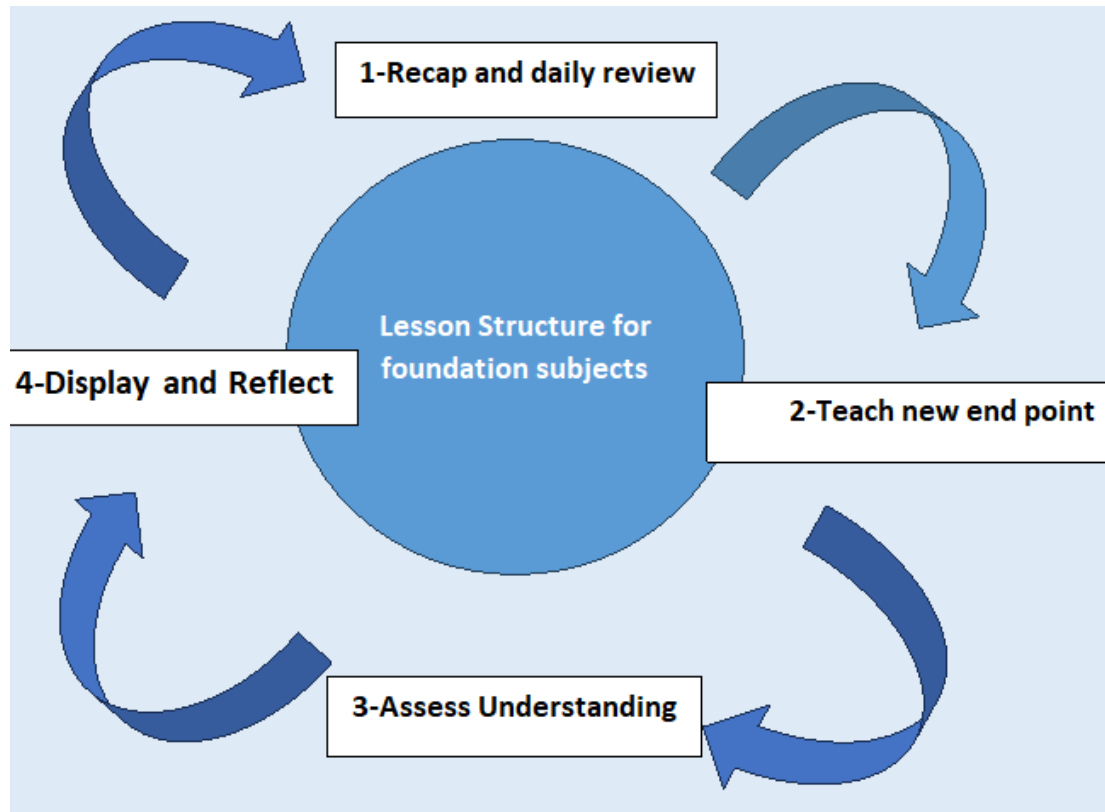 1-Recap and daily review
Lesson Structure for
foundation subjects
4-Display and Reflect
2-Teach new end point
3-Assess Understanding